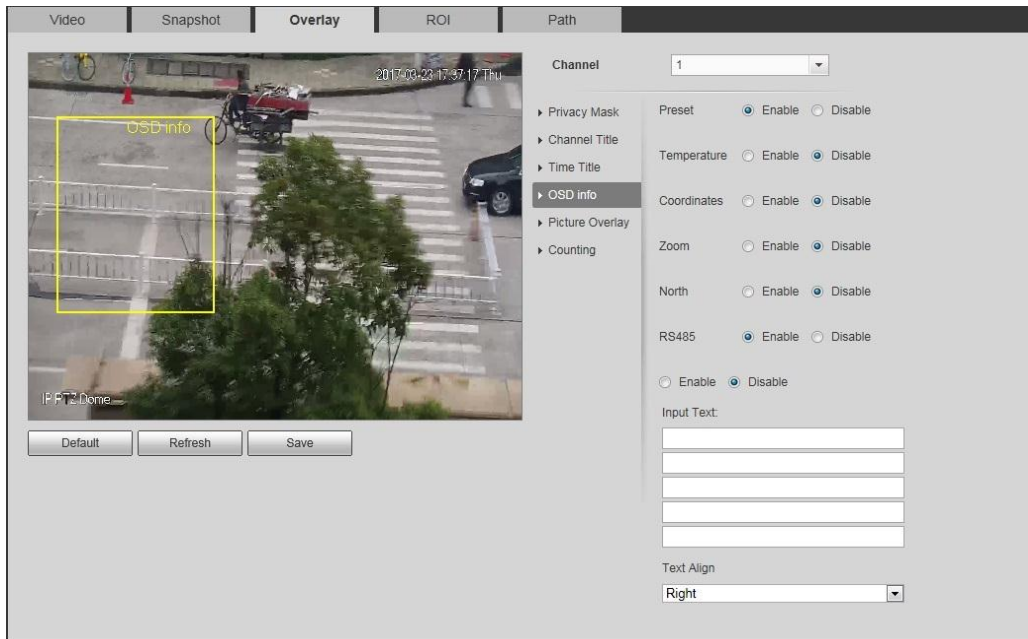 Video Snapshot Overlay ROI Path
Channel 1
2017-03-23 17:37:17 Thu
OSD info
IP PTZ Dome
Privacy Mask
Channel Title
Time Title
OSD info
Picture Overlay
Counting
Preset Enable Disable
Temperature Enable Disable
Coordinates Enable Disable
Zoom Enable Disable
North Enable Disable
RS485 Enable Disable
Enable Disable
Input Text:
Text Align
Right
Default Refresh Save